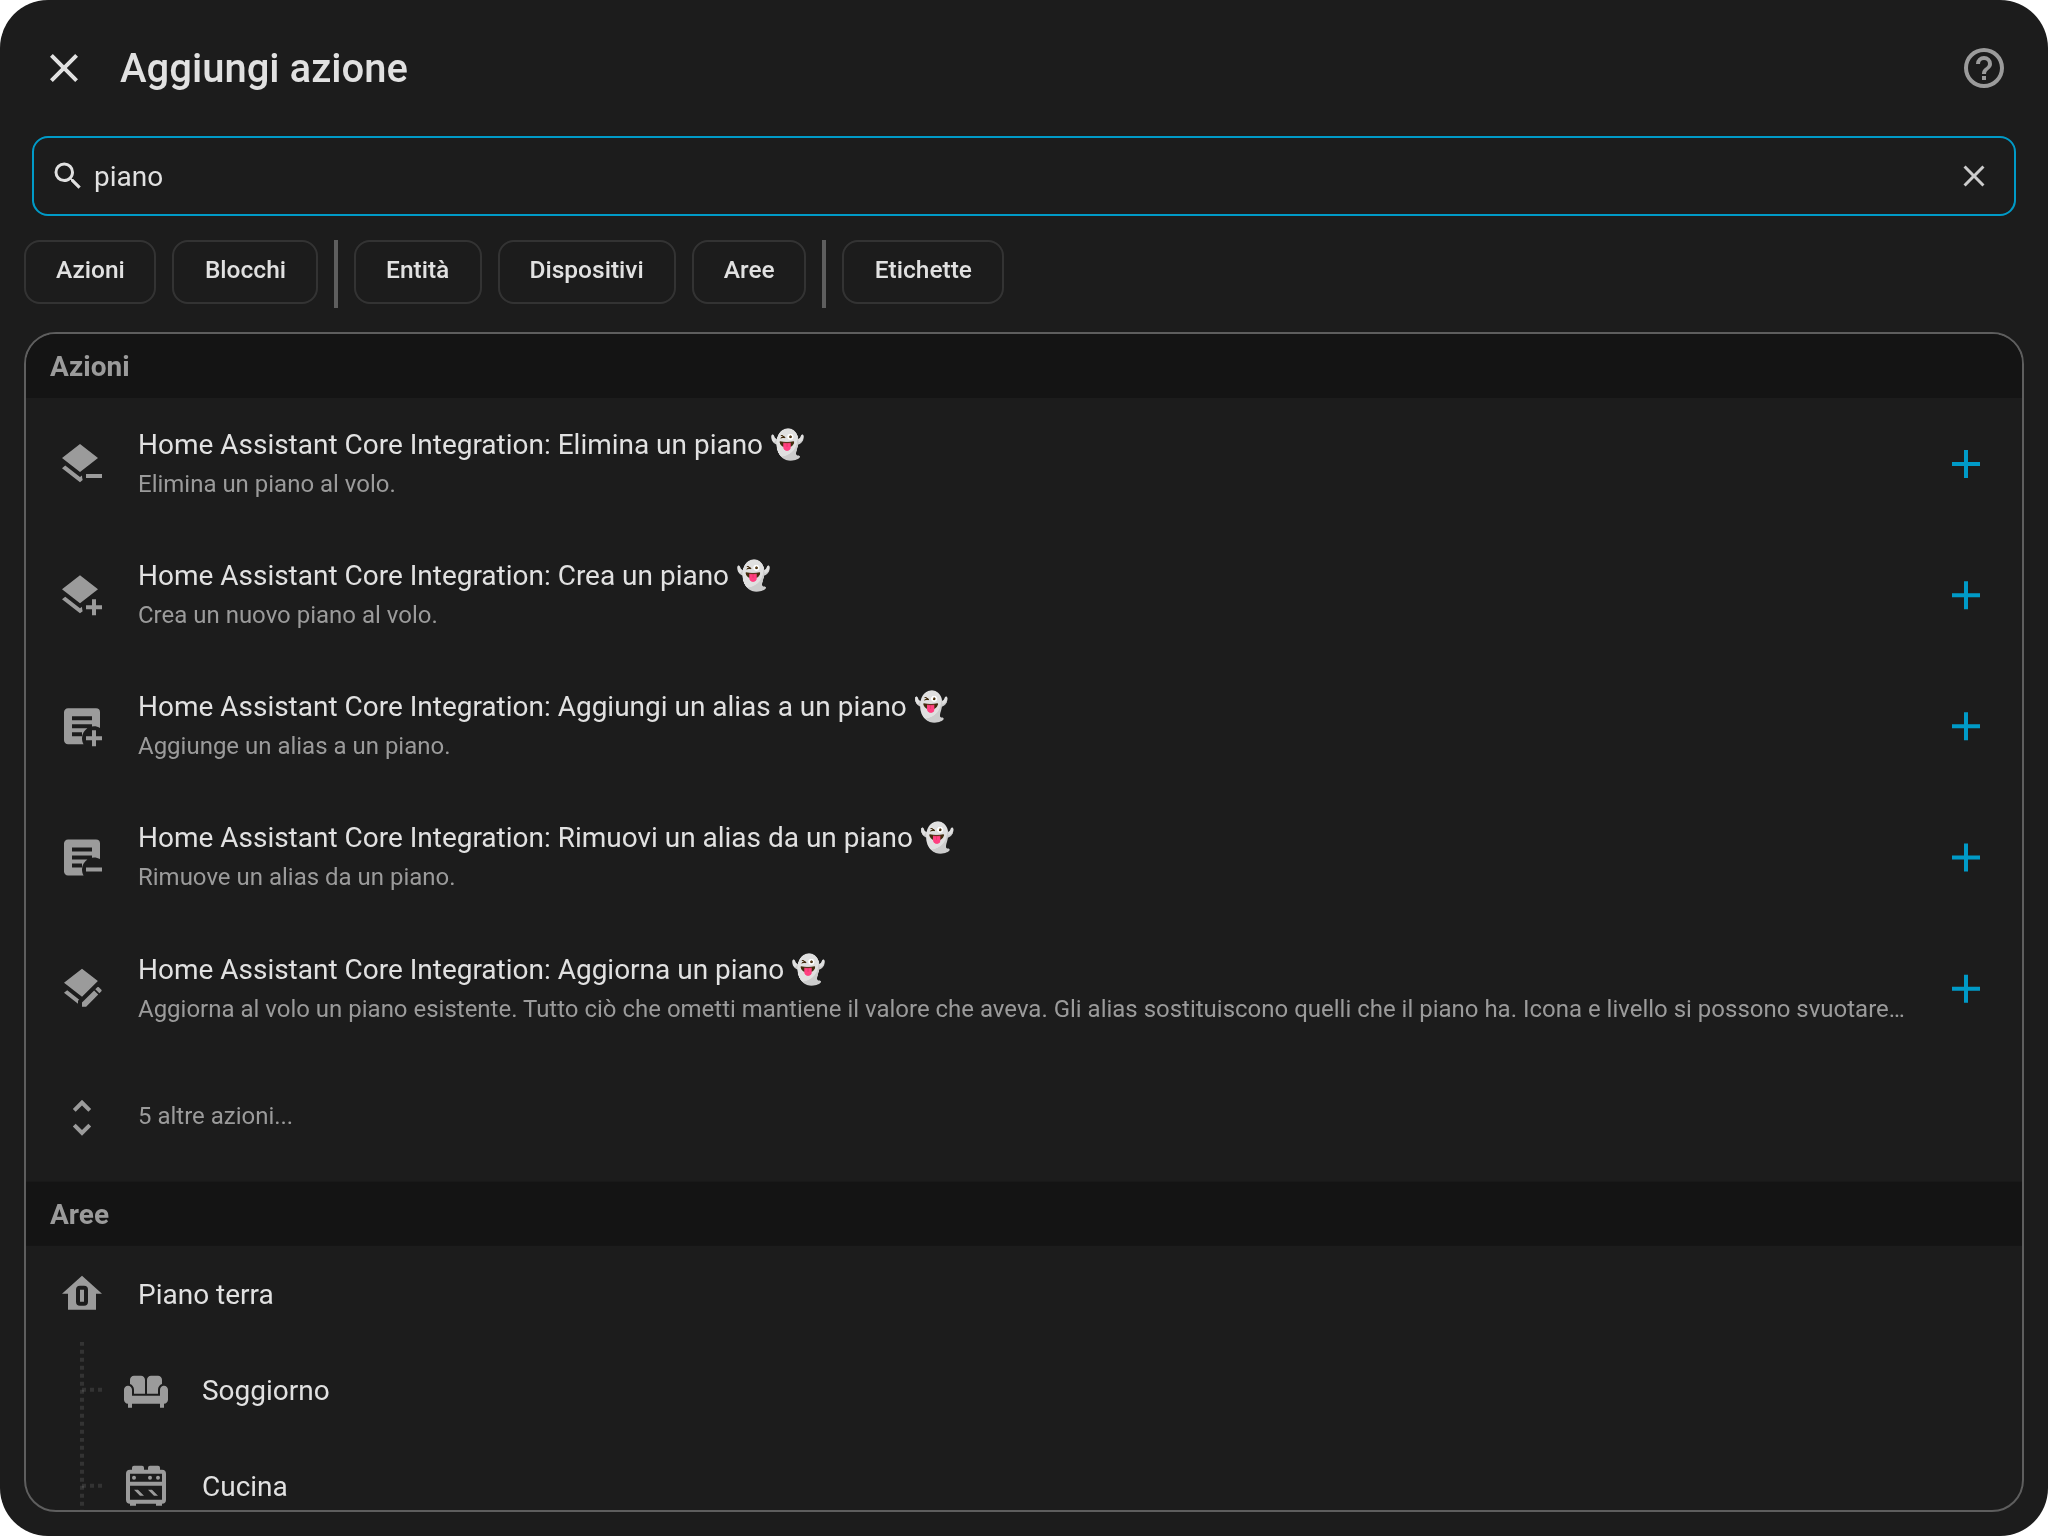 Aggiungi azione
piano
Azioni
Blocchi
Entità
Dispositivi
Aree
Etichette
Azioni
Home Assistant Core Integration: Elimina un piano 👻
Elimina un piano al volo.
Home Assistant Core Integration: Crea un piano 👻
Crea un nuovo piano al volo.
Home Assistant Core Integration: Aggiungi un alias a un piano 👻
Aggiunge un alias a un piano.
Home Assistant Core Integration: Rimuovi un alias da un piano 👻
Rimuove un alias da un piano.
Home Assistant Core Integration: Aggiorna un piano 👻
Aggiorna al volo un piano esistente. Tutto ciò che ometti mantiene il valore che aveva. Gli alias sostituiscono quelli che il piano ha. Icona e livello si possono svuotare...
5 altre azioni...
Aree
Piano terra
Soggiorno
Cucina